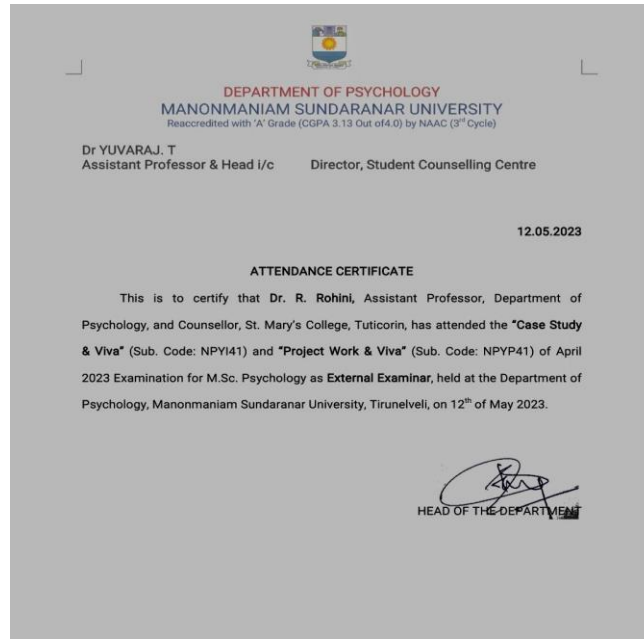 DEPARTMENT OF PSYCHOLOGY
MANONMANIAM SUNDARANAR UNIVERSITY
Reaccredited with 'A' Grade (CGPA 3.13 Out of4.0) by NAAC (3rd Cycle)
Dr YUVARAJ. T
Assistant Professor & Head i/c Director, Student Counselling Centre
12.05.2023
ATTENDANCE CERTIFICATE
This is to certify that Dr. R. Rohini, Assistant Professor, Department of
Psychology, and Counsellor, St. Mary's College, Tuticorin, has attended the "Case Study
& Viva" (Sub. Code: NPYI41) and "Project Work & Viva" (Sub. Code: NPYP41) of April
2023 Examination for M.Sc. Psychology as External Examinar, held at the Department of
Psychology, Manonmaniam Sundaranar University, Tirunelveli, on 12th of May 2023.
HEAD OF THE DEPARTMENT